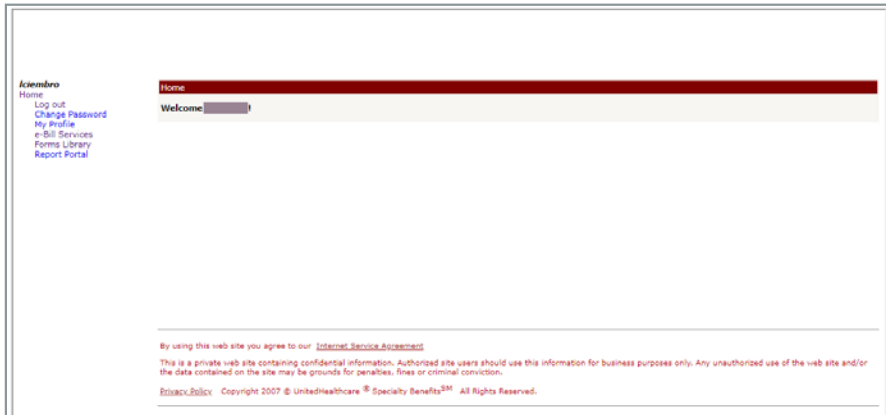 lciembro
Home
Log out
Change Password
My Profile
e-Bill Services
Forms Library
Report Portal
Home
Welcome !
By using this web site you agree to our Internet Service Agreement
This is a private web site containing confidential information. Authorized site users should use this information for business purposes only. Any unauthorized use of the web site and/or
the data contained on the site may be grounds for penalties, fines or criminal conviction.
Privacy Policy Copyright 2007 © UnitedHealthcare ® Specialty Benefits℠ All Rights Reserved.